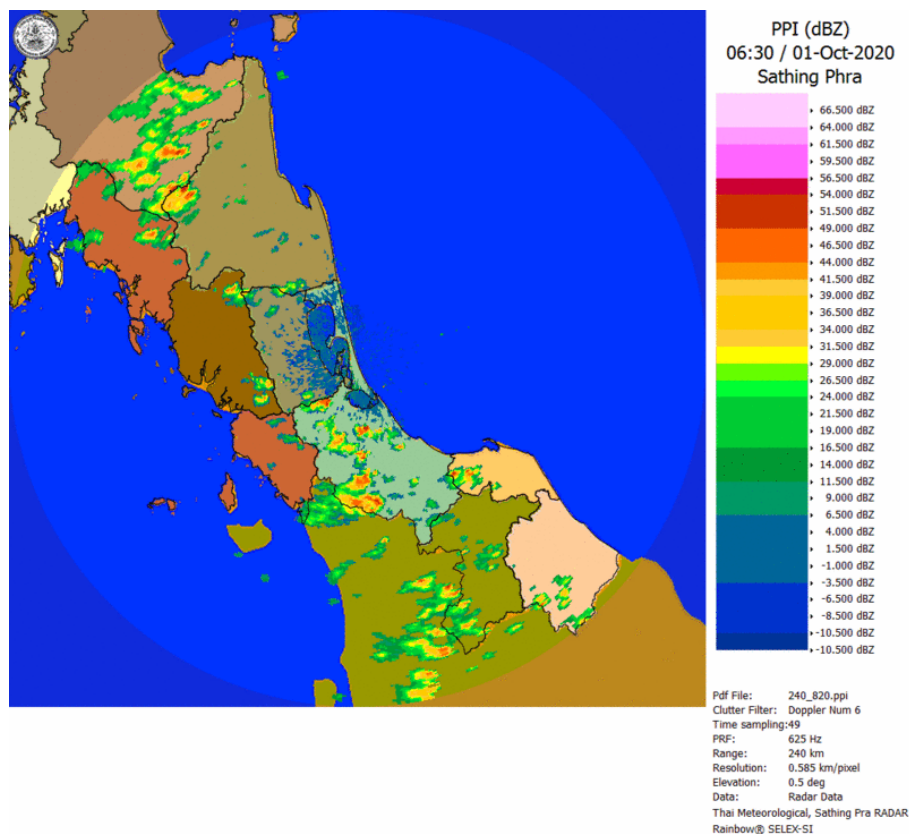 PPI (dBZ)
06:30 / 01-Oct-2020
Sathing Phra
66.500 dBZ
64.000 dBZ
61.500 dBZ
59.500 dBZ
56.500 dBZ
54.000 dBZ
51.500 dBZ
49.000 dBZ
46.500 dBZ
44.000 dBZ
41.500 dBZ
39.000 dBZ
36.500 dBZ
34.000 dBZ
31.500 dBZ
29.000 dBZ
26.500 dBZ
24.000 dBZ
21.500 dBZ
19.000 dBZ
16.500 dBZ
14.000 dBZ
11.500 dBZ
9.000 dBZ
6.500 dBZ
4.000 dBZ
1.500 dBZ
-1.000 dBZ
-3.500 dBZ
-6.500 dBZ
-8.500 dBZ
-10.500 dBZ
-10.500 dBZ
Pdf File: 240_820.ppi
Clutter Filter: Doppler Num 6
Time sampling:49
PRF: 625 Hz
Range: 240 km
Resolution: 0.585 km/pixel
Elevation: 0.5 deg
Data: Radar Data
Thai Meteorological, Sathing Pra RADAR
Rainbow® SELEX-SI